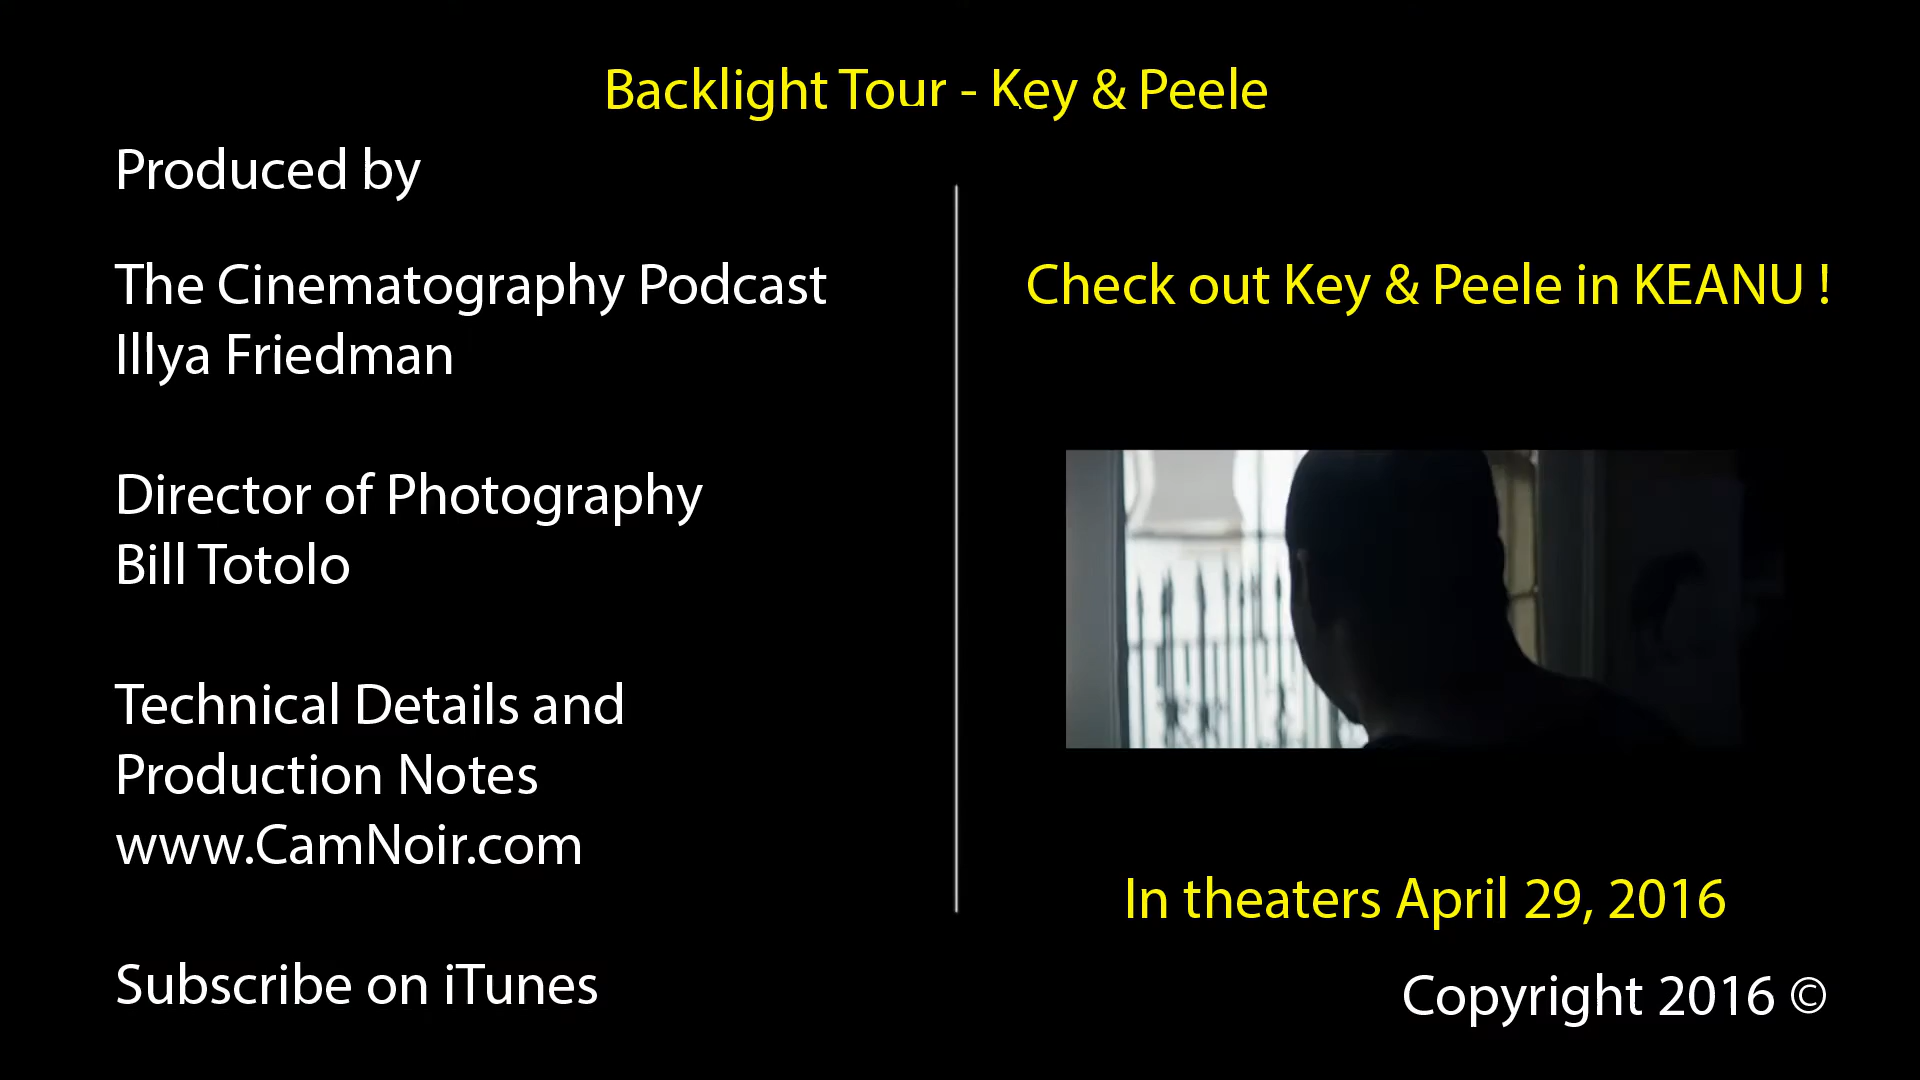 Backlight Tour - Key & Peele
Produced by
The Cinematography Podcast
Illya Friedman
Director of Photography
Bill Totolo
Technical Details and
Production Notes
www.CamNoir.com
Subscribe on iTunes
Check out Key & Peele in KEANU !
In theaters April 29, 2016
Copyright 2016 ©